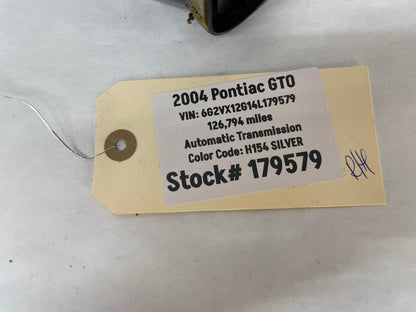 2004 Pontiac GTO
VIN: 6G2VX12G14L179579
126,794 miles
Automatic Transmission
Color Code: H154 SILVER
Stock# 179579
RH